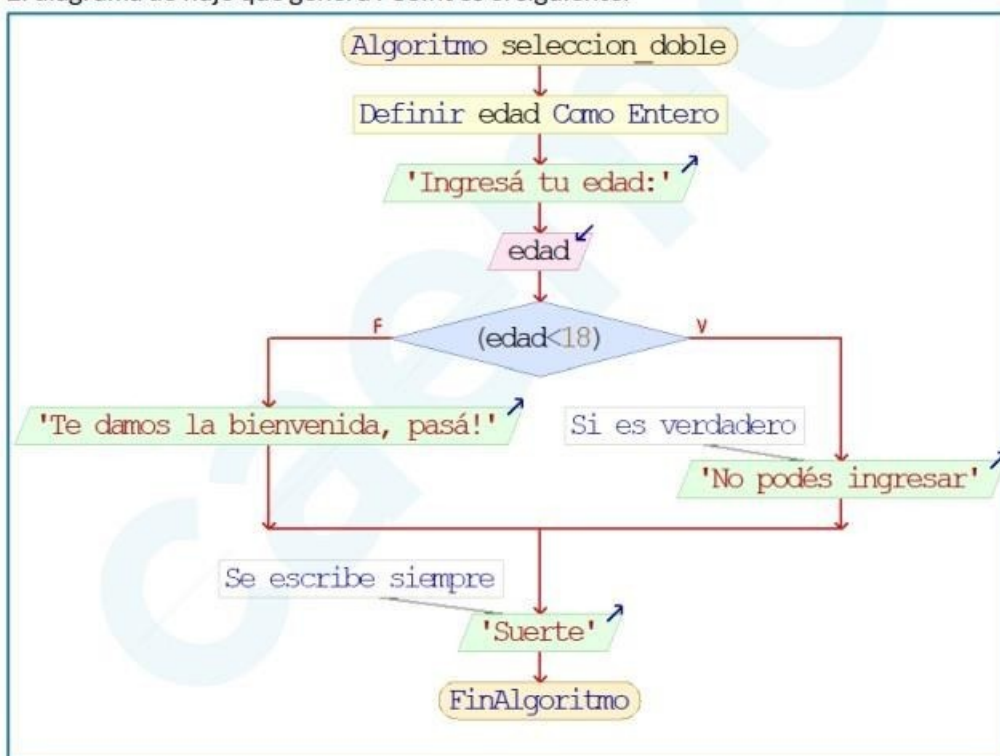 Algoritmo seleccion_doble
Definir edad Como Entero
'Ingresá tu edad:'
edad
(edad<18)
F
V
'Te damos la bienvenida, pasá!'
Si es verdadero
'No podés ingresar'
Se escribe siempre
'Suerte'
FinAlgoritmo